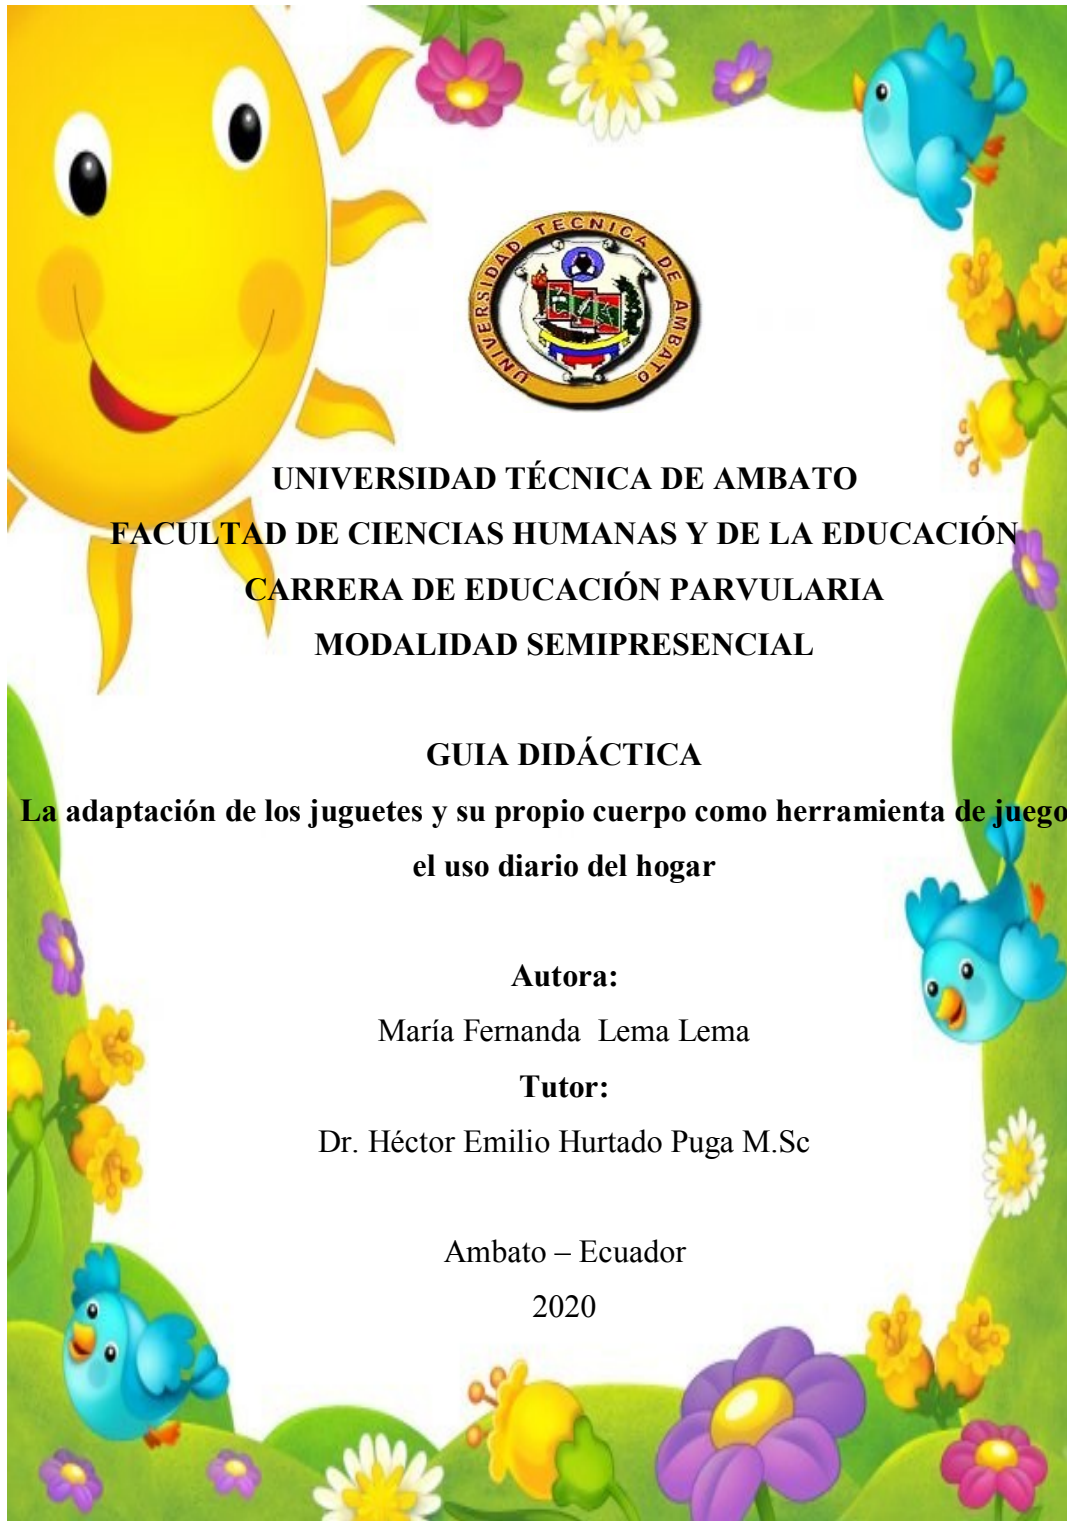 UNIVERSIDAD TECNICA DE AMBATO
UNIVERSIDAD TÉCNICA DE AMBATO
FACULTAD DE CIENCIAS HUMANAS Y DE LA EDUCACIÓN
CARRERA DE EDUCACIÓN PARVULARIA
MODALIDAD SEMIPRESENCIAL
GUIA DIDÁCTICA
La adaptación de los juguetes y su propio cuerpo como herramienta de juego
el uso diario del hogar
Autora:
María Fernanda Lema Lema
Tutor:
Dr. Héctor Emilio Hurtado Puga M.Sc
Ambato – Ecuador
2020